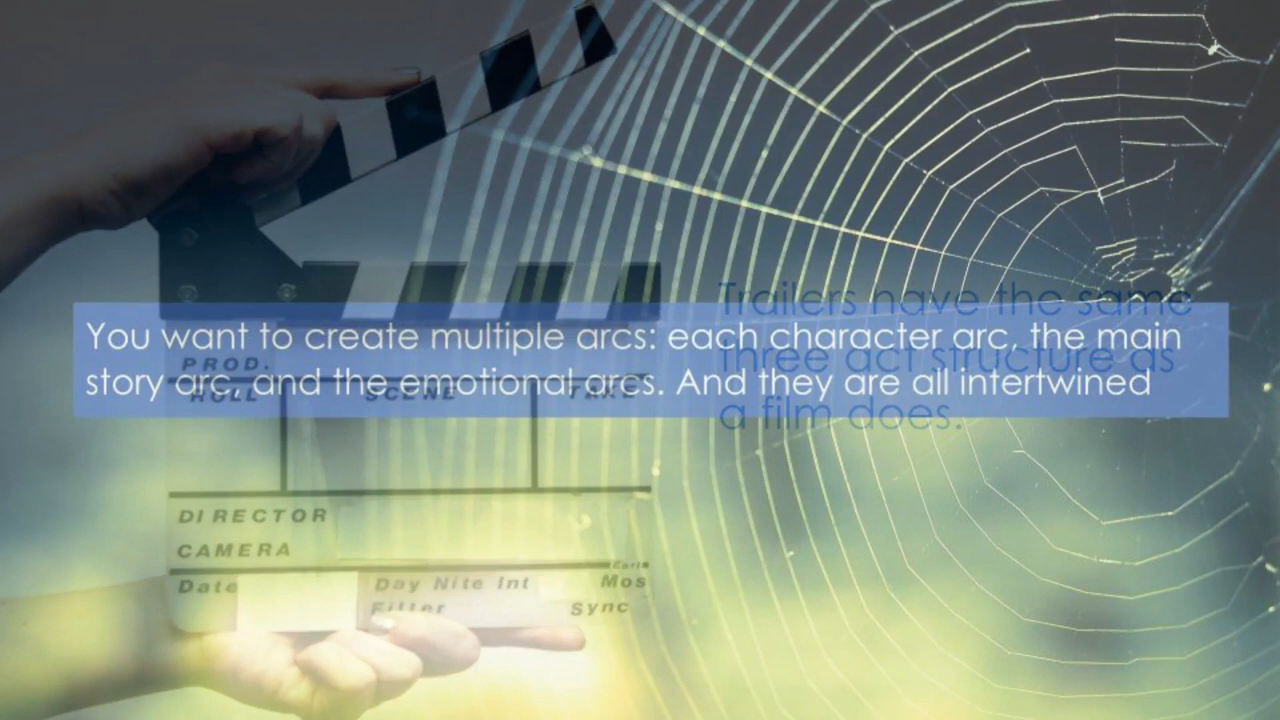 You want to create multiple arcs: each character arc, the main
story arc, and the emotional arcs. And they are all intertwined
Trailers have the same
three act structure as
a film does.
PROD.
ROLL SCENE TAKE
DIRECTOR
CAMERA
Date Day Nite Int Mos
Filter Sync